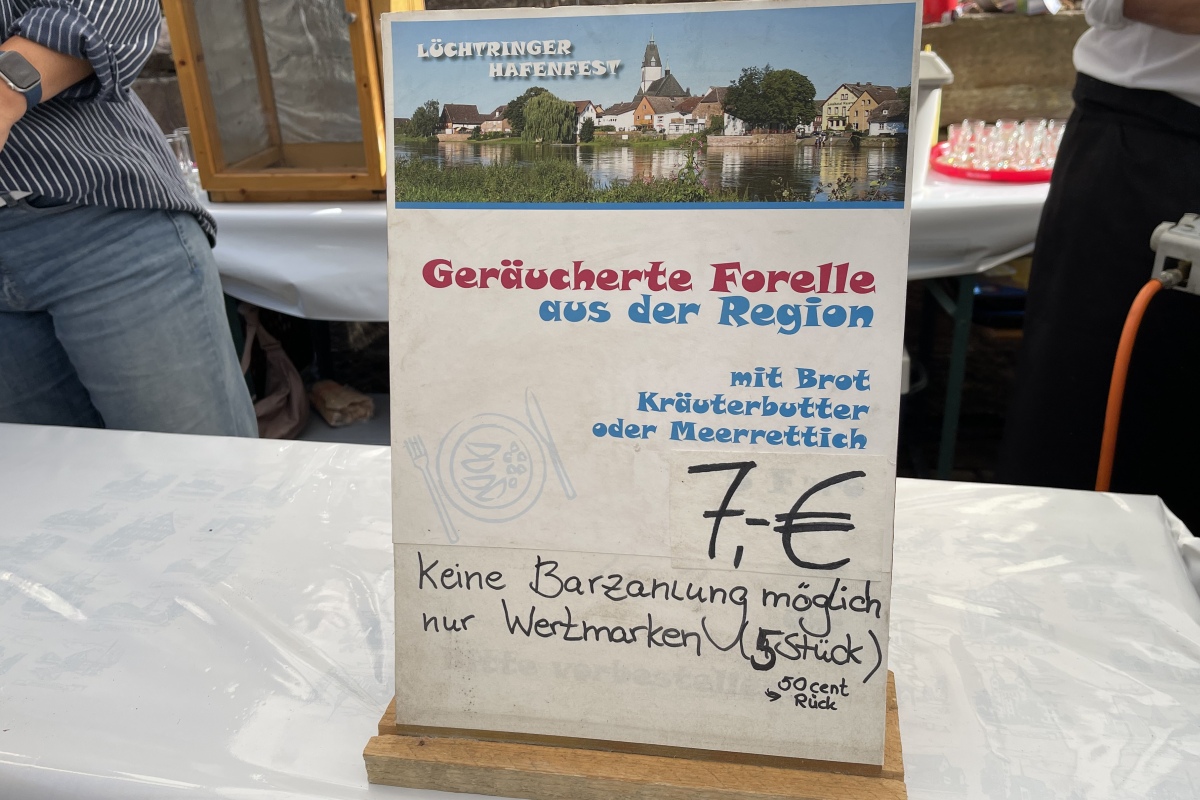 LÜCHTRINGER
HAFENFEST
Geräucherte Forelle
aus der Region
mit Brot
Kräuterbutter
oder Meerrettich
7,-€
Keine Barzahlung möglich
nur Wertmarken (5 Stück)
50 cent
Rück